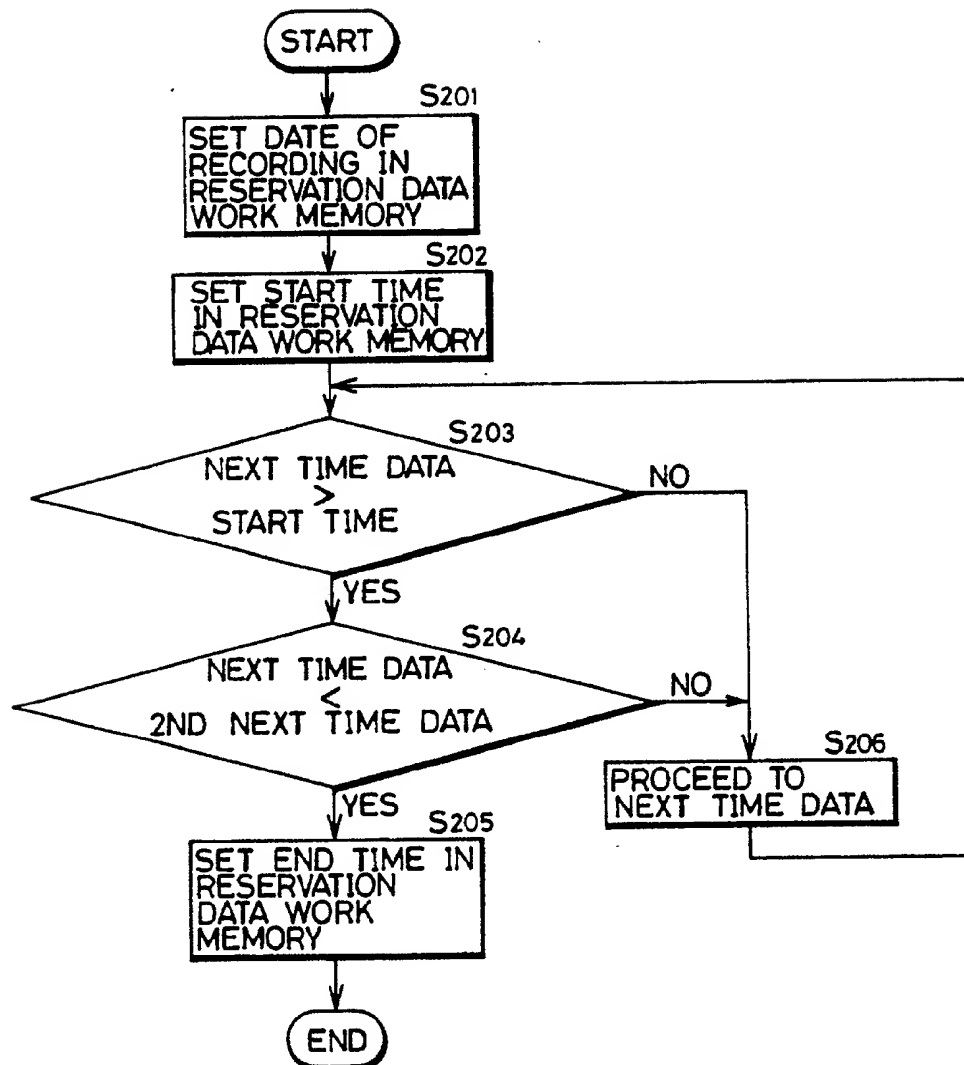 START
S201
SET DATE OF
RECORDING IN
RESERVATION DATA
WORK MEMORY
S202
SET START TIME
IN RESERVATION
DATA WORK MEMORY
S203
NEXT TIME DATA
>
START TIME
NO
YES
S204
NEXT TIME DATA
<
2ND NEXT TIME DATA
NO
YES
S206
PROCEED TO
NEXT TIME DATA
S205
SET END TIME IN
RESERVATION
DATA WORK
MEMORY
END